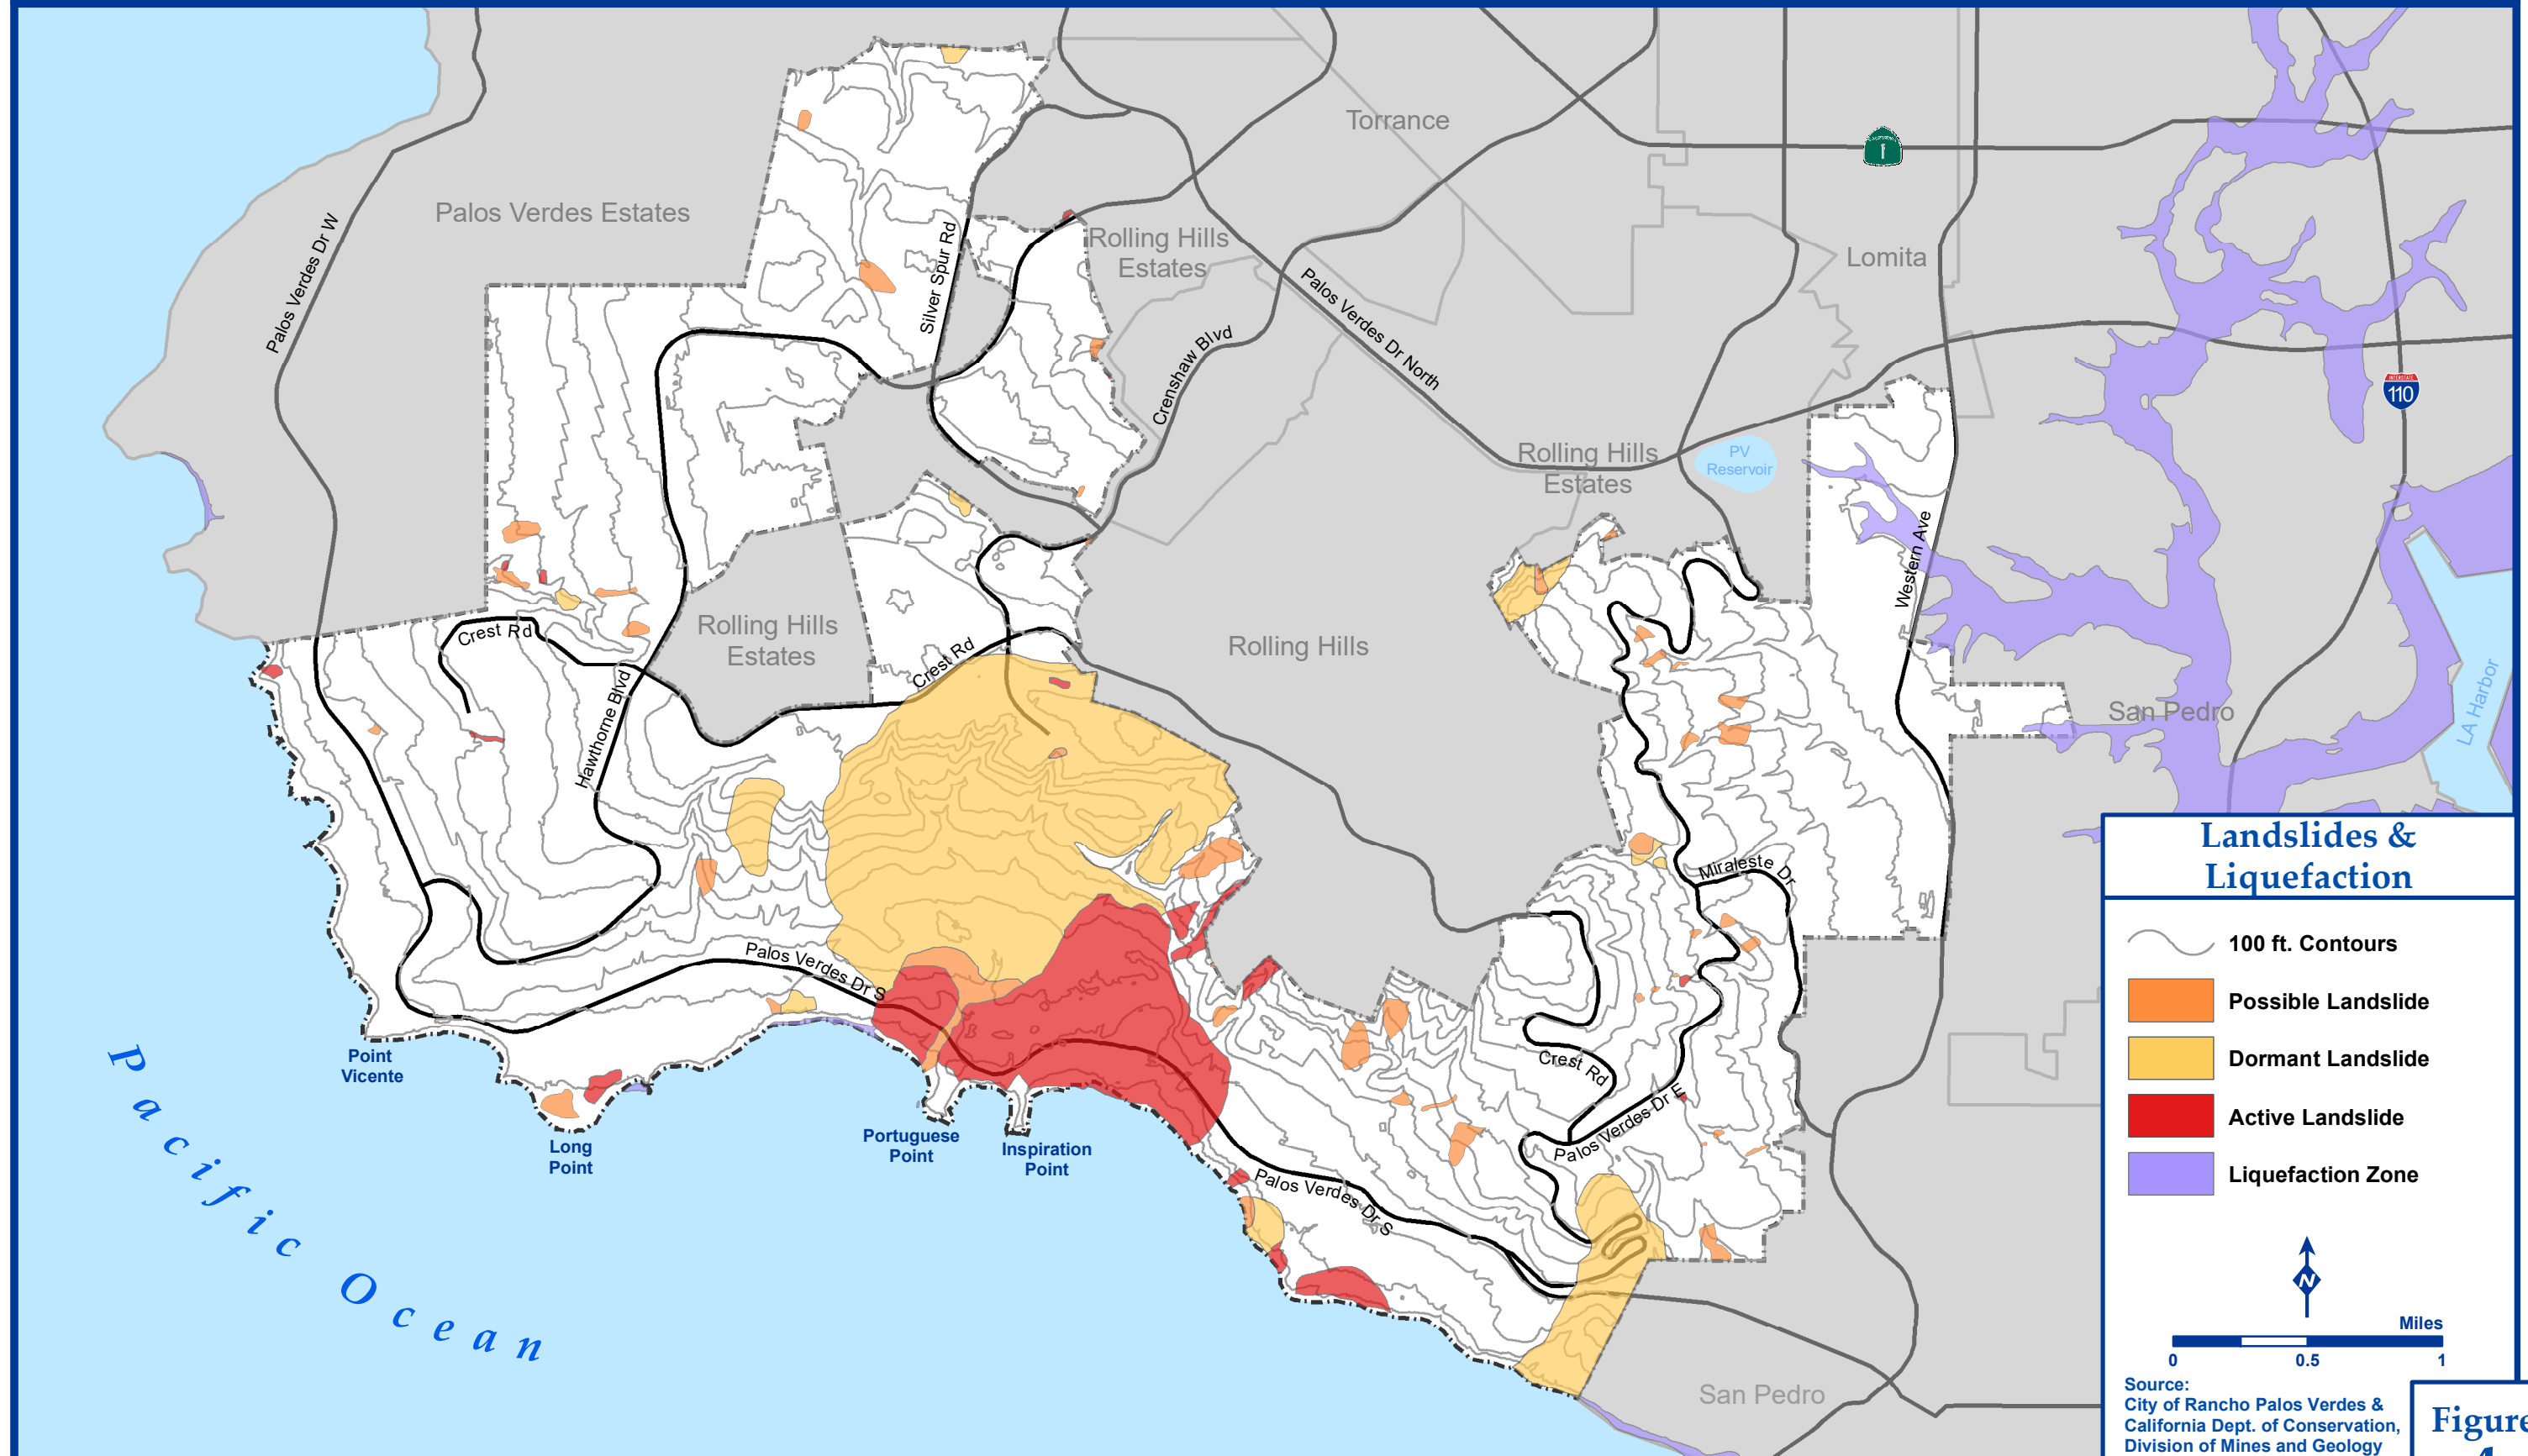 Torrance
1
Palos Verdes Estates
Palos Verdes Dr W
Silver Spur Rd
Rolling Hills
Estates
Lomita
Palos Verdes Dr North
Crenshaw Blvd
110
Rolling Hills
Estates
PV
Reservoir
Western Ave
Crest Rd
Rolling Hills
Estates
Crest Rd
Rolling Hills
Hawthorne Blvd
San Pedro
LA Harbor
Miraleste Dr
Palos Verdes Dr S
Point
Vicente
Crest Rd
Palos Verdes Dr E
Long
Point
Portuguese
Point
Inspiration
Point
Palos Verdes Dr S
Pacific Ocean
San Pedro
Landslides &
Liquefaction
100 ft. Contours
Possible Landslide
Dormant Landslide
Active Landslide
Liquefaction Zone
N
Miles
0 0.5 1
Source:
City of Rancho Palos Verdes &
California Dept. of Conservation,
Division of Mines and Geology
Figure